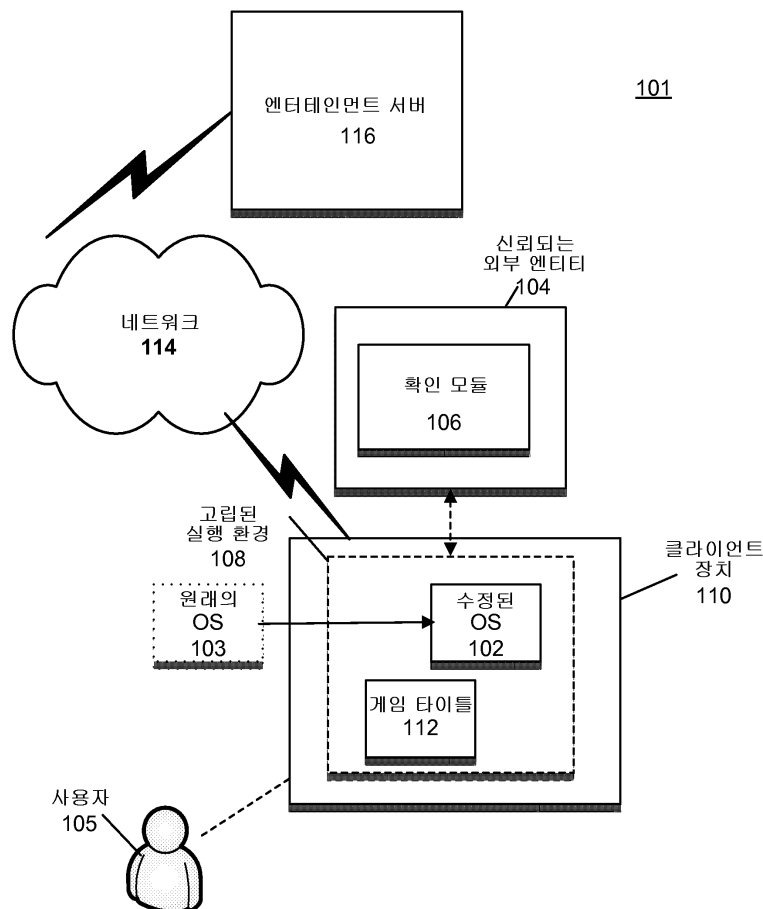 엔터테인먼트 서버
116
101
신뢰되는
외부 엔티티
104
네트워크
114
확인 모듈
106
고립된
실행 환경
108
클라이언트
장치
110
원래의
OS
103
수정된
OS
102
게임 타이틀
112
사용자
105